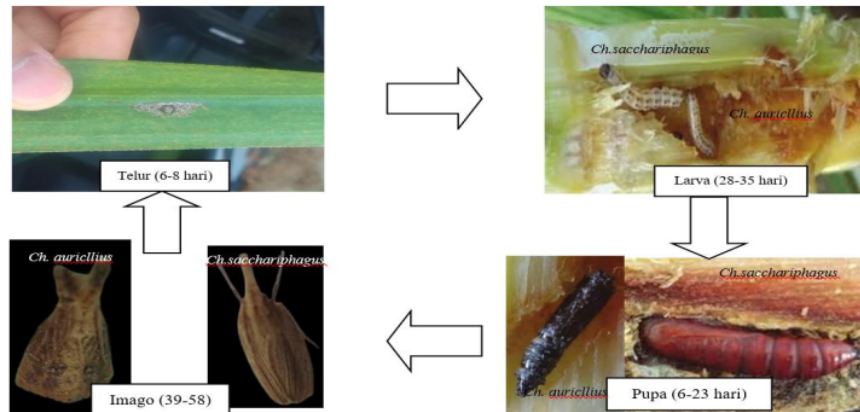 Telur (6-8 hari)
Ch.sacchariphagus
Ch. auricllius
Larva (28-35 hari)
Ch. auricllius
Ch.sacchariphagus
Imago (39-58)
Ch.sacchariphagus
Ch. auricllius
Pupa (6-23 hari)